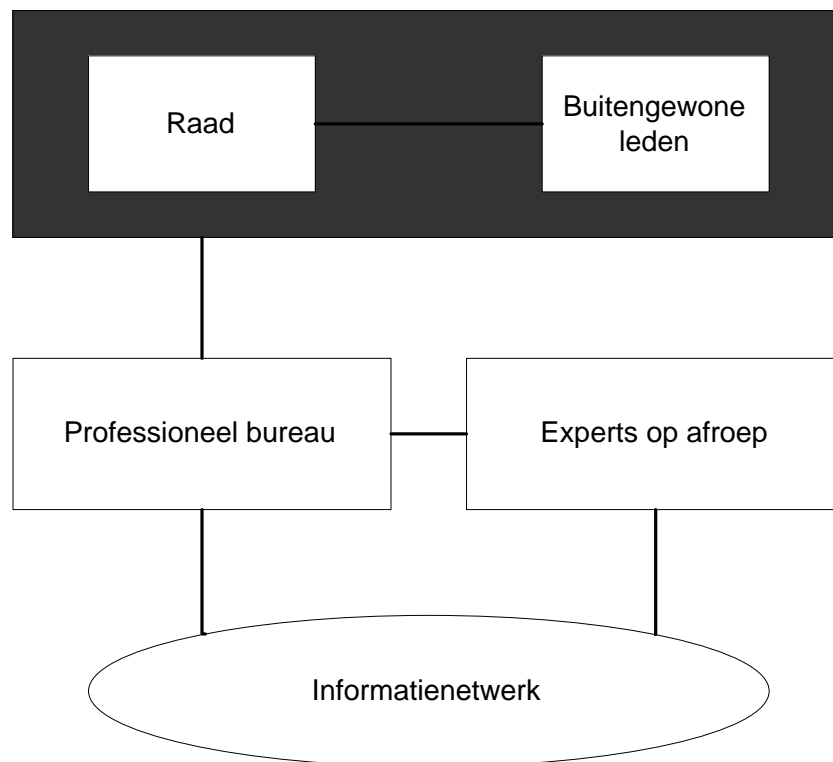 Raad
Buitengewone
leden
Professioneel bureau
Experts op afroep
Informatienetwerk